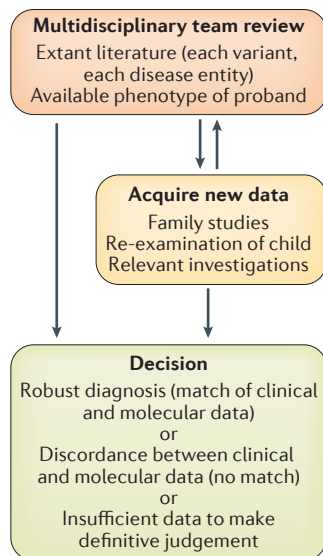 Multidisciplinary team review
Extant literature (each variant,
each disease entity)
Available phenotype of proband
Acquire new data
Family studies
Re-examination of child
Relevant investigations
Decision
Robust diagnosis (match of clinical
and molecular data)
or
Discordance between clinical
and molecular data (no match)
or
Insufficient data to make
definitive judgement